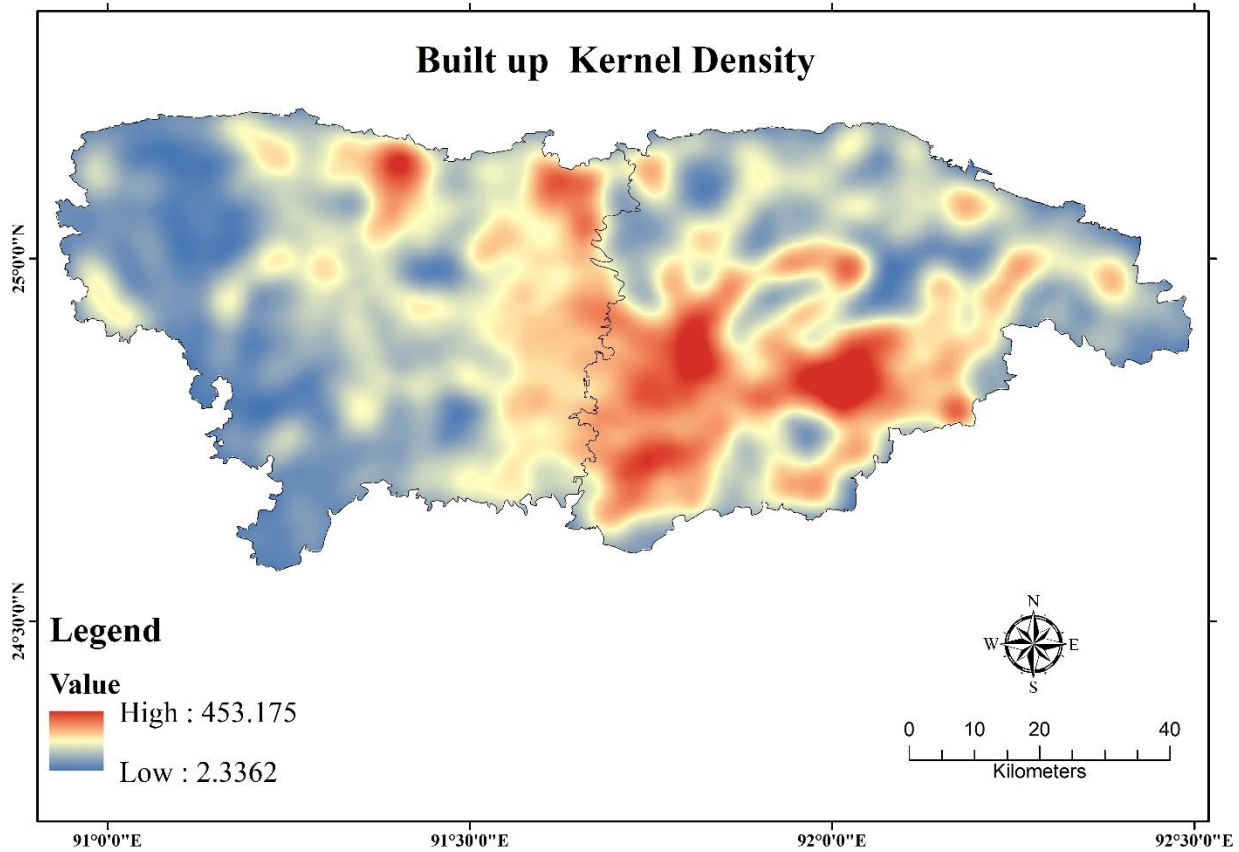 Built up  Kernel Density
25°0'0"N
24°30'0"N
Legend
Value
High : 453.175
Low : 2.3362
N
W E
S
0 10 20 40
Kilometers
91°0'0"E 91°30'0"E 92°0'0"E 92°30'0"E